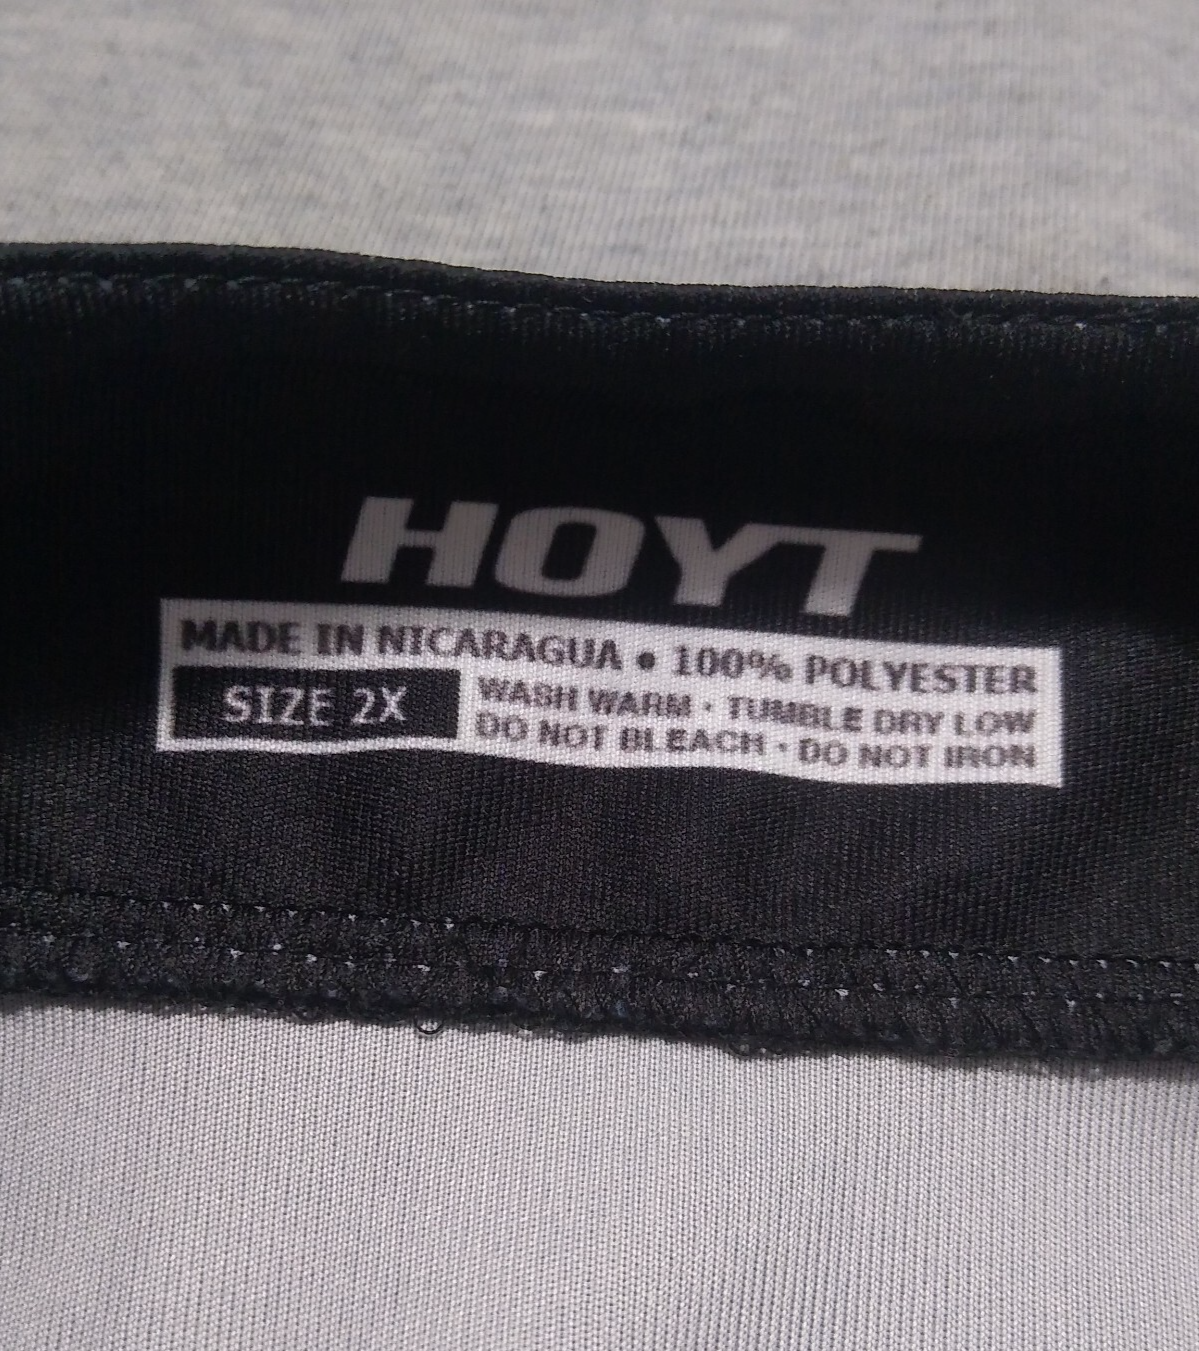 HOYT
MADE IN NICARAGUA • 100% POLYESTER
SIZE 2X
WASH WARM · TUMBLE DRY LOW
DO NOT BLEACH · DO NOT IRON